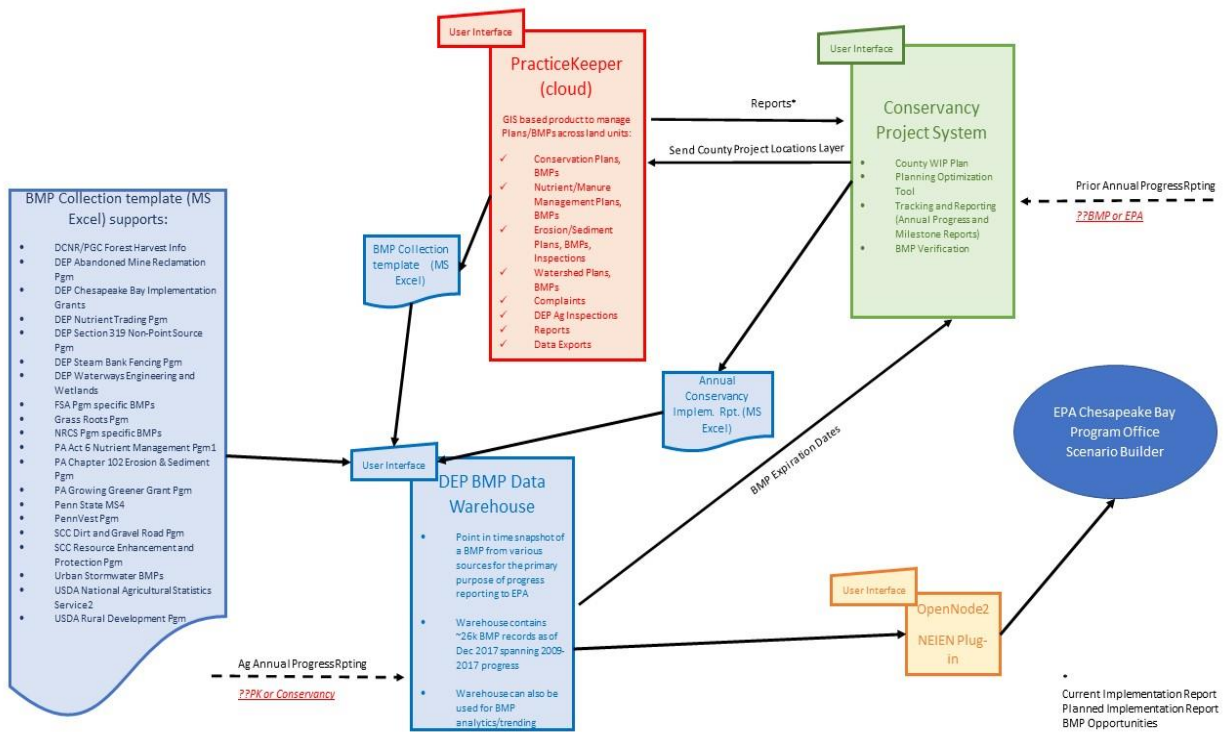 User Interface
PracticeKeeper
(cloud)
GIS based product to manage
Plans/BMPs across land units:
✓ Conservation Plans,
BMPs
✓ Nutrient/Manure
Management Plans,
BMPs
✓ Erosion/Sediment
Plans, BMPs,
Inspections
✓ Watershed Plans,
BMPs
✓ Complaints
✓ DEP Ag Inspections
✓ Reports
✓ Data Exports
Reports*
Send County Project Locations Layer
User Interface
Conservancy
Project System
• County WIP Plan
• Planning Optimization
Tool
• Tracking and Reporting
(Annual Progress and
Milestone Reports)
• BMP Verification
Prior Annual Progress Rpting
??BMP or EPA
BMP Collection template (MS
Excel) supports:
• DCNR/PGC Forest Harvest Info
• DEP Abandoned Mine Reclamation
Pgm
• DEP Chesapeake Bay Implementation
Grants
• DEP Nutrient Trading Pgm
• DEP Section 319 Non-Point Source
Pgm
• DEP Steam Bank Fencing Pgm
• DEP Waterways Engineering and
Wetlands
• FSA Pgm specific BMPs
• Grass Roots Pgm
• NRCS Pgm specific BMPs
• PA Act 6 Nutrient Management Pgm1
• PA Chapter 102 Erosion & Sediment
Pgm
• PA Growing Greener Grant Pgm
• Penn State MS4
• PennVest Pgm
• SCC Dirt and Gravel Road Pgm
• SCC Resource Enhancement and
Protection Pgm
• Urban Stormwater BMPs
• USDA National Agricultural Statistics
Service2
• USDA Rural Development Pgm
BMP Collection
template (MS
Excel)
Annual
Conservancy
Implem. Rpt. (MS
Excel)
BMP Expiration Dates
User Interface
DEP BMP Data
Warehouse
• Point in time snapshot of
a BMP from various
sources for the primary
purpose of progress
reporting to EPA
• Warehouse contains
~26k BMP records as of
Dec 2017 spanning 2009-
2017 progress
• Warehouse can also be
used for BMP
analytics/trending
Ag Annual Progress Rpting
??PK or Conservancy
EPA Chesapeake Bay
Program Office
Scenario Builder
User Interface
OpenNode2
NEIEN Plug-
in
*
Current Implementation Report
Planned Implementation Report
BMP Opportunities